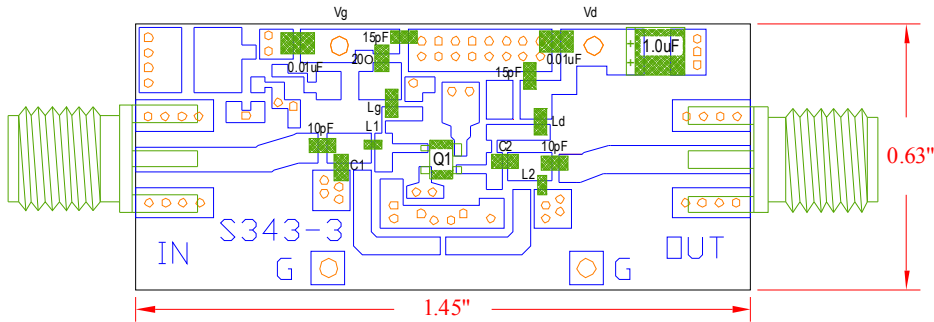 Vg Vd
15pF 1.0uF
0.01uF 20O 15pF 0.01uF
Lg Ld
10pF L1 Q1 C2 10pF
C1 L2
S343-3
IN OUT
G G
0.63"
1.45"